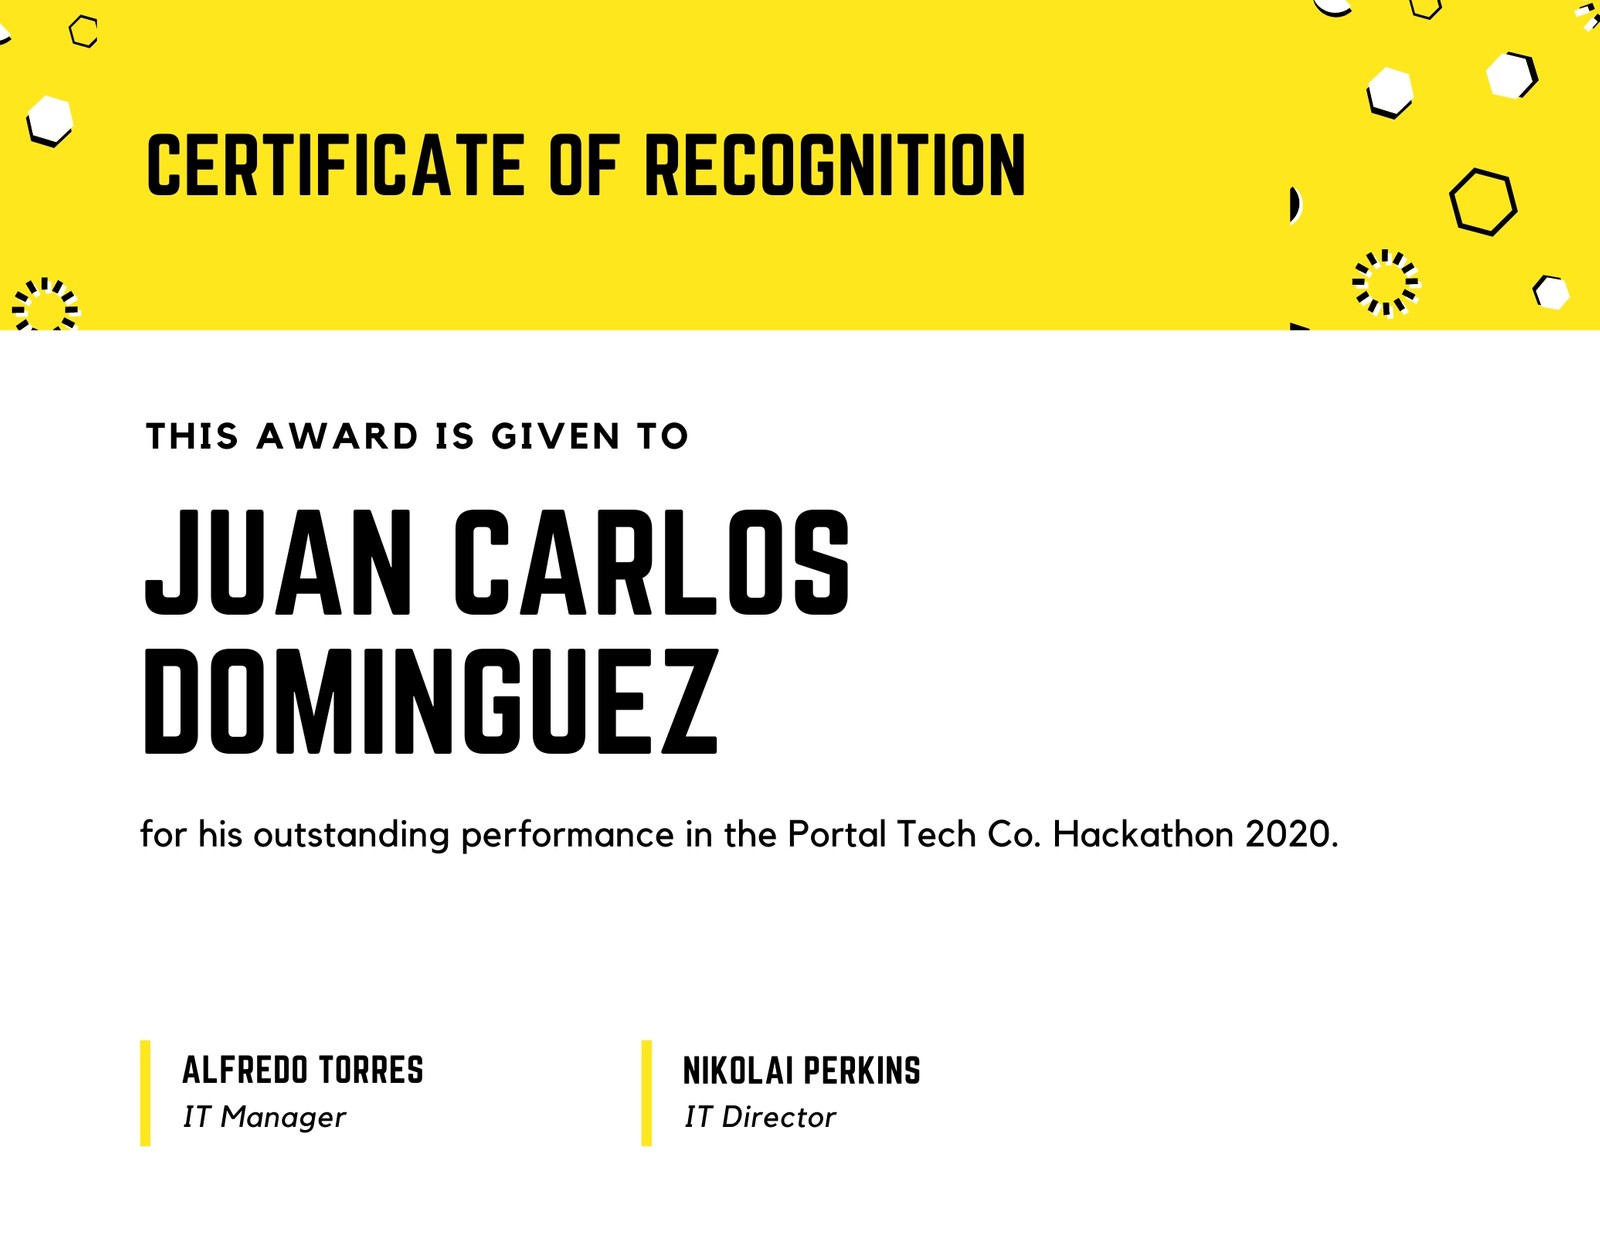 CERTIFICATE OF RECOGNITION
THIS AWARD IS GIVEN TO
JUAN CARLOS
DOMINGUEZ
for his outstanding performance in the Portal Tech Co. Hackathon 2020.
ALFREDO TORRES
IT Manager
NIKOLAI PERKINS
IT Director